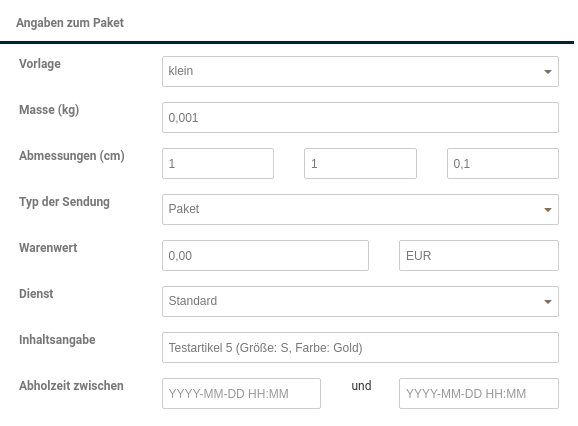 Angaben zum Paket
Vorlage
klein
Masse (kg)
0,001
Abmessungen (cm)
1 1 0,1
Typ der Sendung
Paket
Warenwert
0,00 EUR
Dienst
Standard
Inhaltsangabe
Testartikel 5 (Größe: S, Farbe: Gold)
Abholzeit zwischen
YYYY-MM-DD HH:MM und YYYY-MM-DD HH:MM